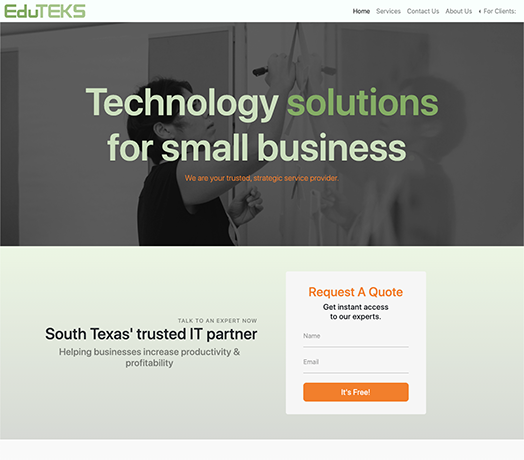 EduTEKS
Home Services Contact Us About Us For Clients:
Technology solutions
for small business
We are your trusted, strategic service provider.
TALK TO AN EXPERT NOW
South Texas' trusted IT partner
Helping businesses increase productivity &
profitability
Request A Quote
Get instant access
to our experts.
Name
Email
It's Free!